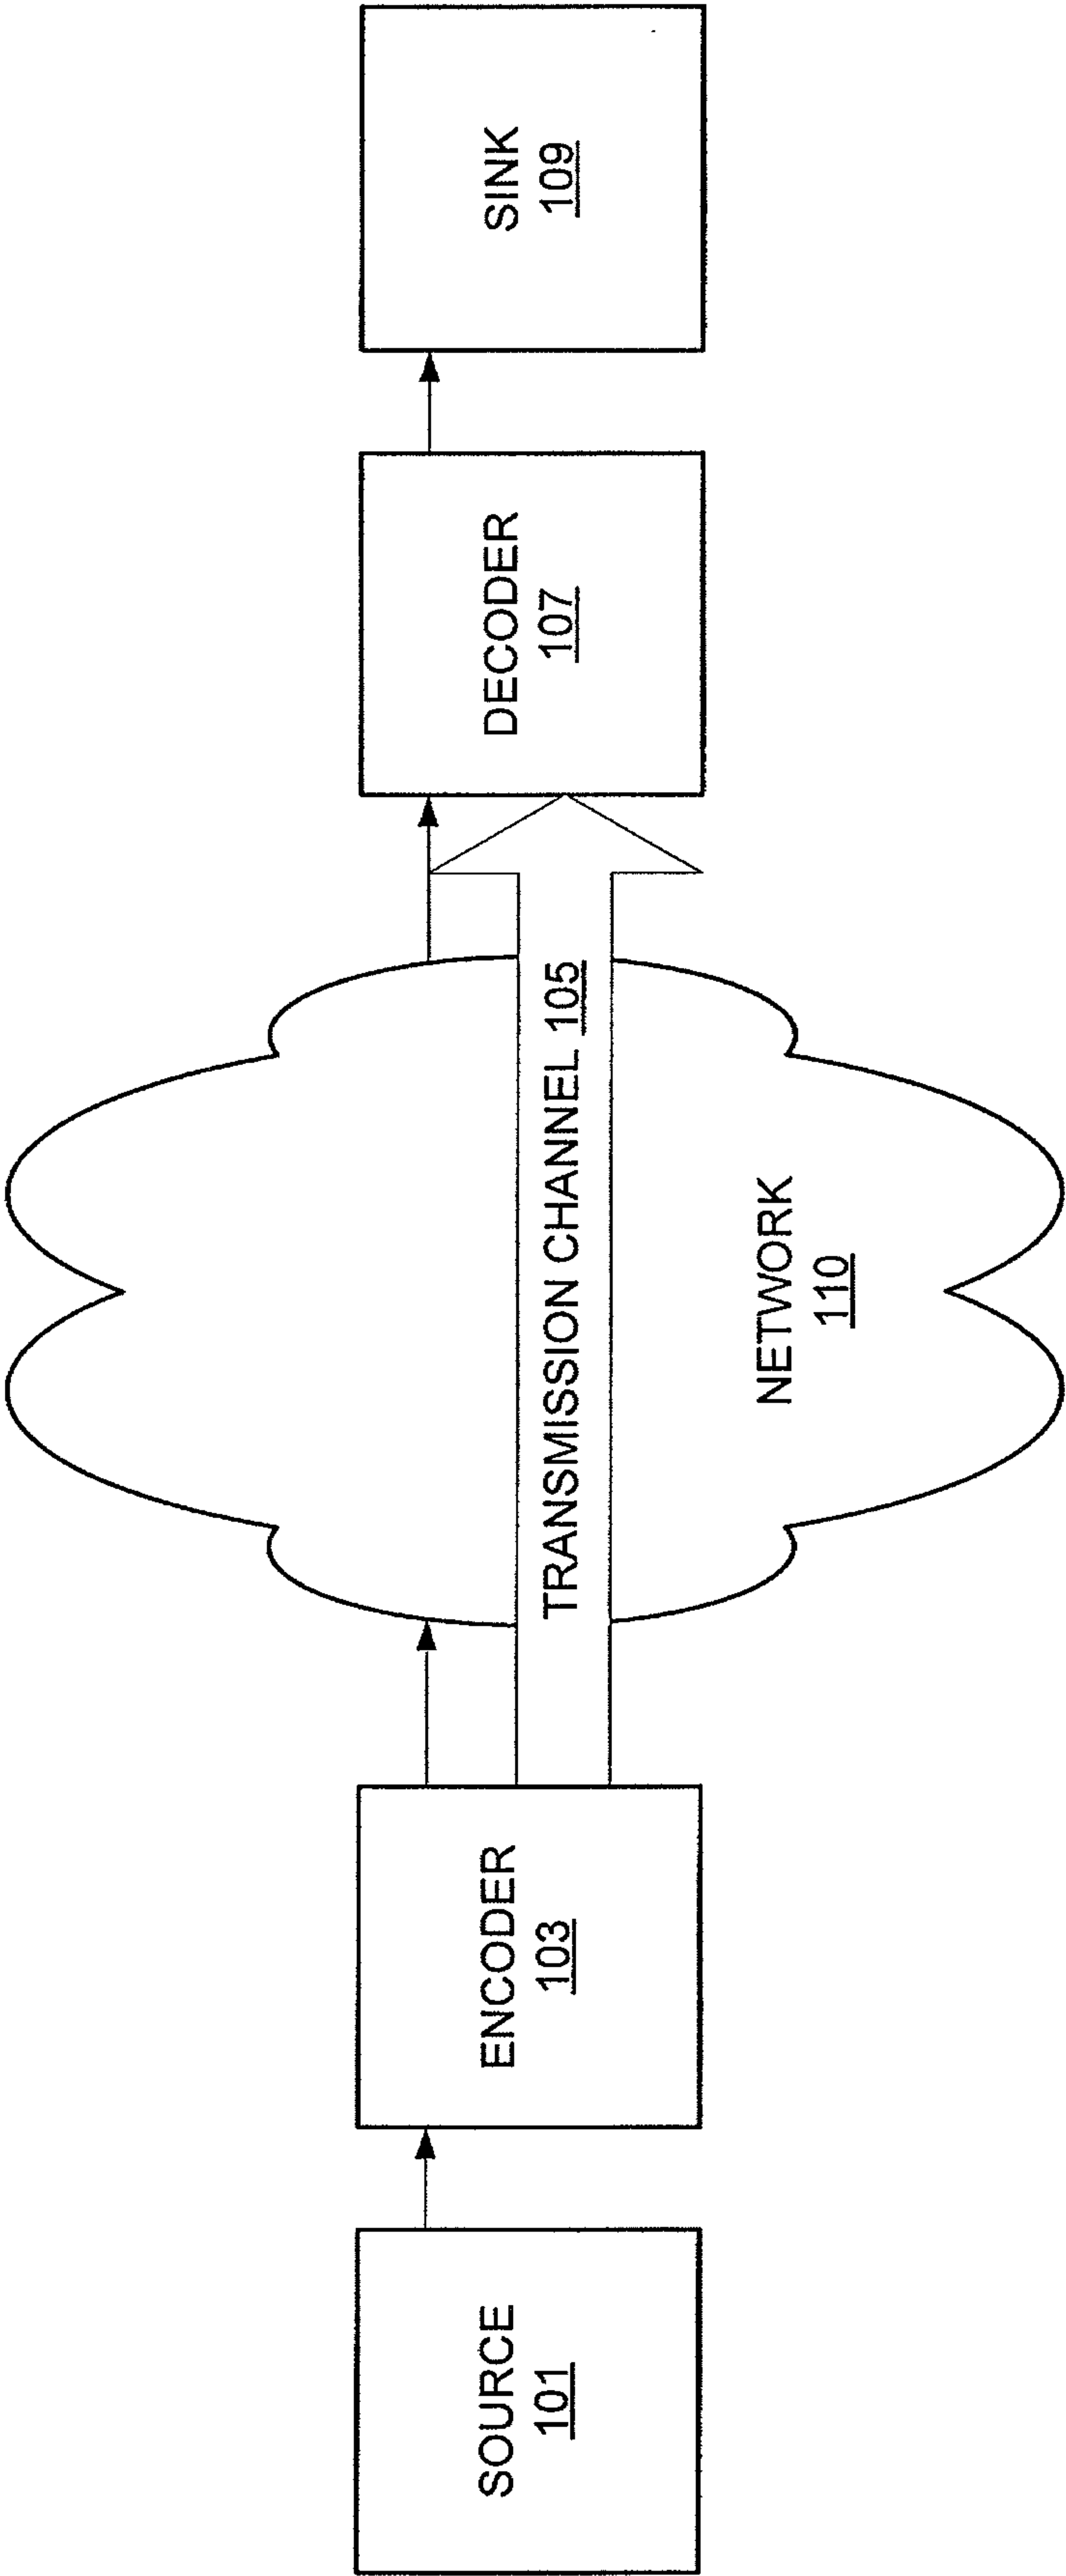 SOURCE
101
ENCODER
103
TRANSMISSION CHANNEL 105
NETWORK
110
DECODER
107
SINK
109